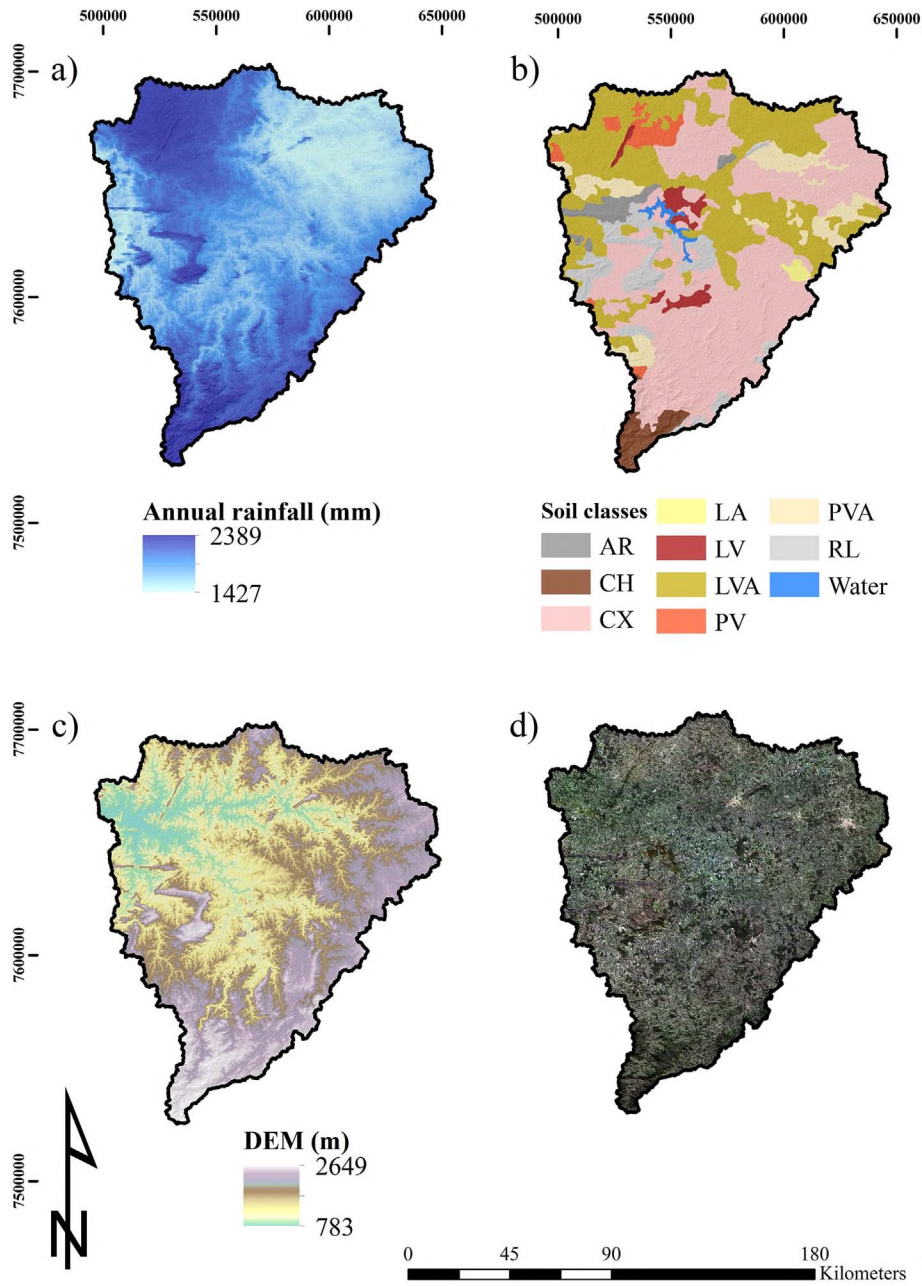 500000 550000 600000 650000
500000 550000 600000 650000
a)
b)
7700000
7600000
7500000
Annual rainfall (mm)
2389
1427
Soil classes
AR
CH
CX
LA
LV
LVA
PV
PVA
RL
Water
c)
d)
7700000
7600000
7500000
DEM (m)
2649
783
N
0 45 90 180
Kilometers